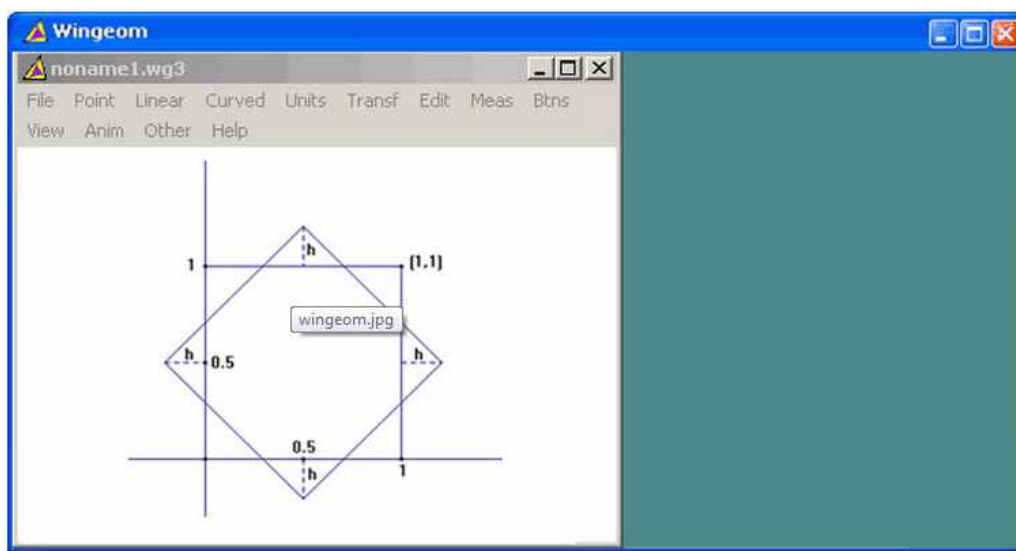 Wingeom
noname1.wg3
File Point Linear Curved Units Transf Edit Meas Btns
View Anim Other Help
h
1 (1,1)
wingeom.jpg
h 0.5 h
0.5
h 1